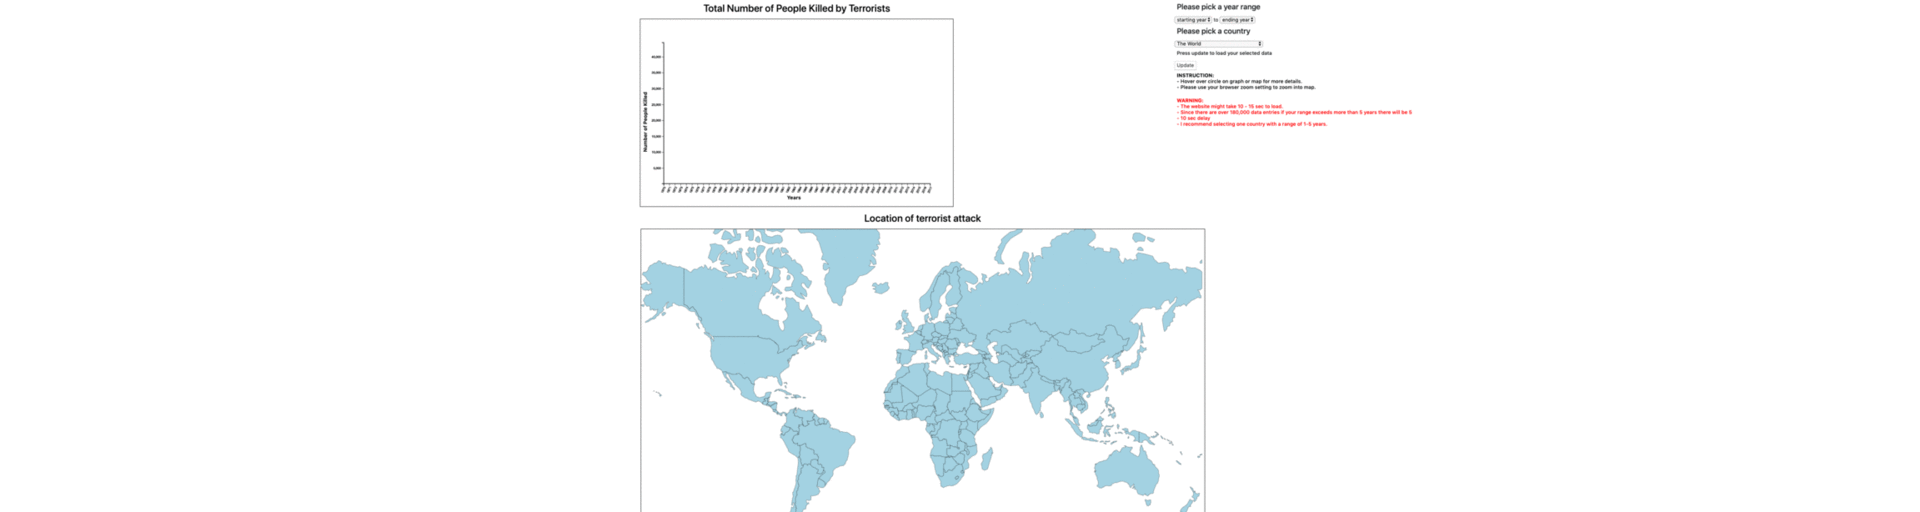 Total Number of People Killed by Terrorists
Number of People Killed
40,000
35,000
30,000
25,000
20,000
15,000
10,000
5,000
Years
Please pick a year range
starting year to ending year
Please pick a country
The World
Press update to load your selected data
Update
INSTRUCTION:
- Hover over circle on graph or map for more details.
- Please use your browser zoom setting to zoom into map.
WARNING:
- The website might take 10 - 15 sec to load.
- Since there are over 180,000 data entries if your range exceeds more than 5 years there will be 5
- 10 sec delay
- I recommend selecting one country with a range of 1-5 years.
Location of terrorist attack